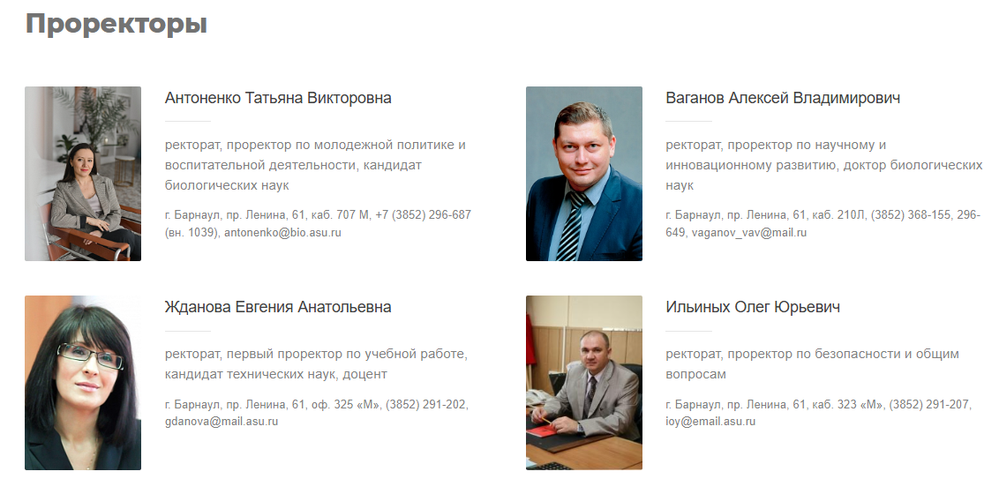 Проректоры
Антоненко Татьяна Викторовна
ректорат, проректор по молодежной политике и
воспитательной деятельности, кандидат
биологических наук
г. Барнаул, пр. Ленина, 61, каб. 707 М, +7 (3852) 296-687
(вн. 1039), antonenko@bio.asu.ru
Ваганов Алексей Владимирович
ректорат, проректор по научному и
инновационному развитию, доктор биологических
наук
г. Барнаул, пр. Ленина, 61, каб. 210Л, (3852) 368-155, 296-
649, vaganov_vav@mail.ru
Жданова Евгения Анатольевна
ректорат, первый проректор по учебной работе,
кандидат технических наук, доцент
г. Барнаул, пр. Ленина, 61, оф. 325 «М», (3852) 291-202,
gdanova@mail.asu.ru
Ильиных Олег Юрьевич
ректорат, проректор по безопасности и общим
вопросам
г. Барнаул, пр. Ленина, 61, каб. 323 «М», (3852) 291-207,
ioy@email.asu.ru